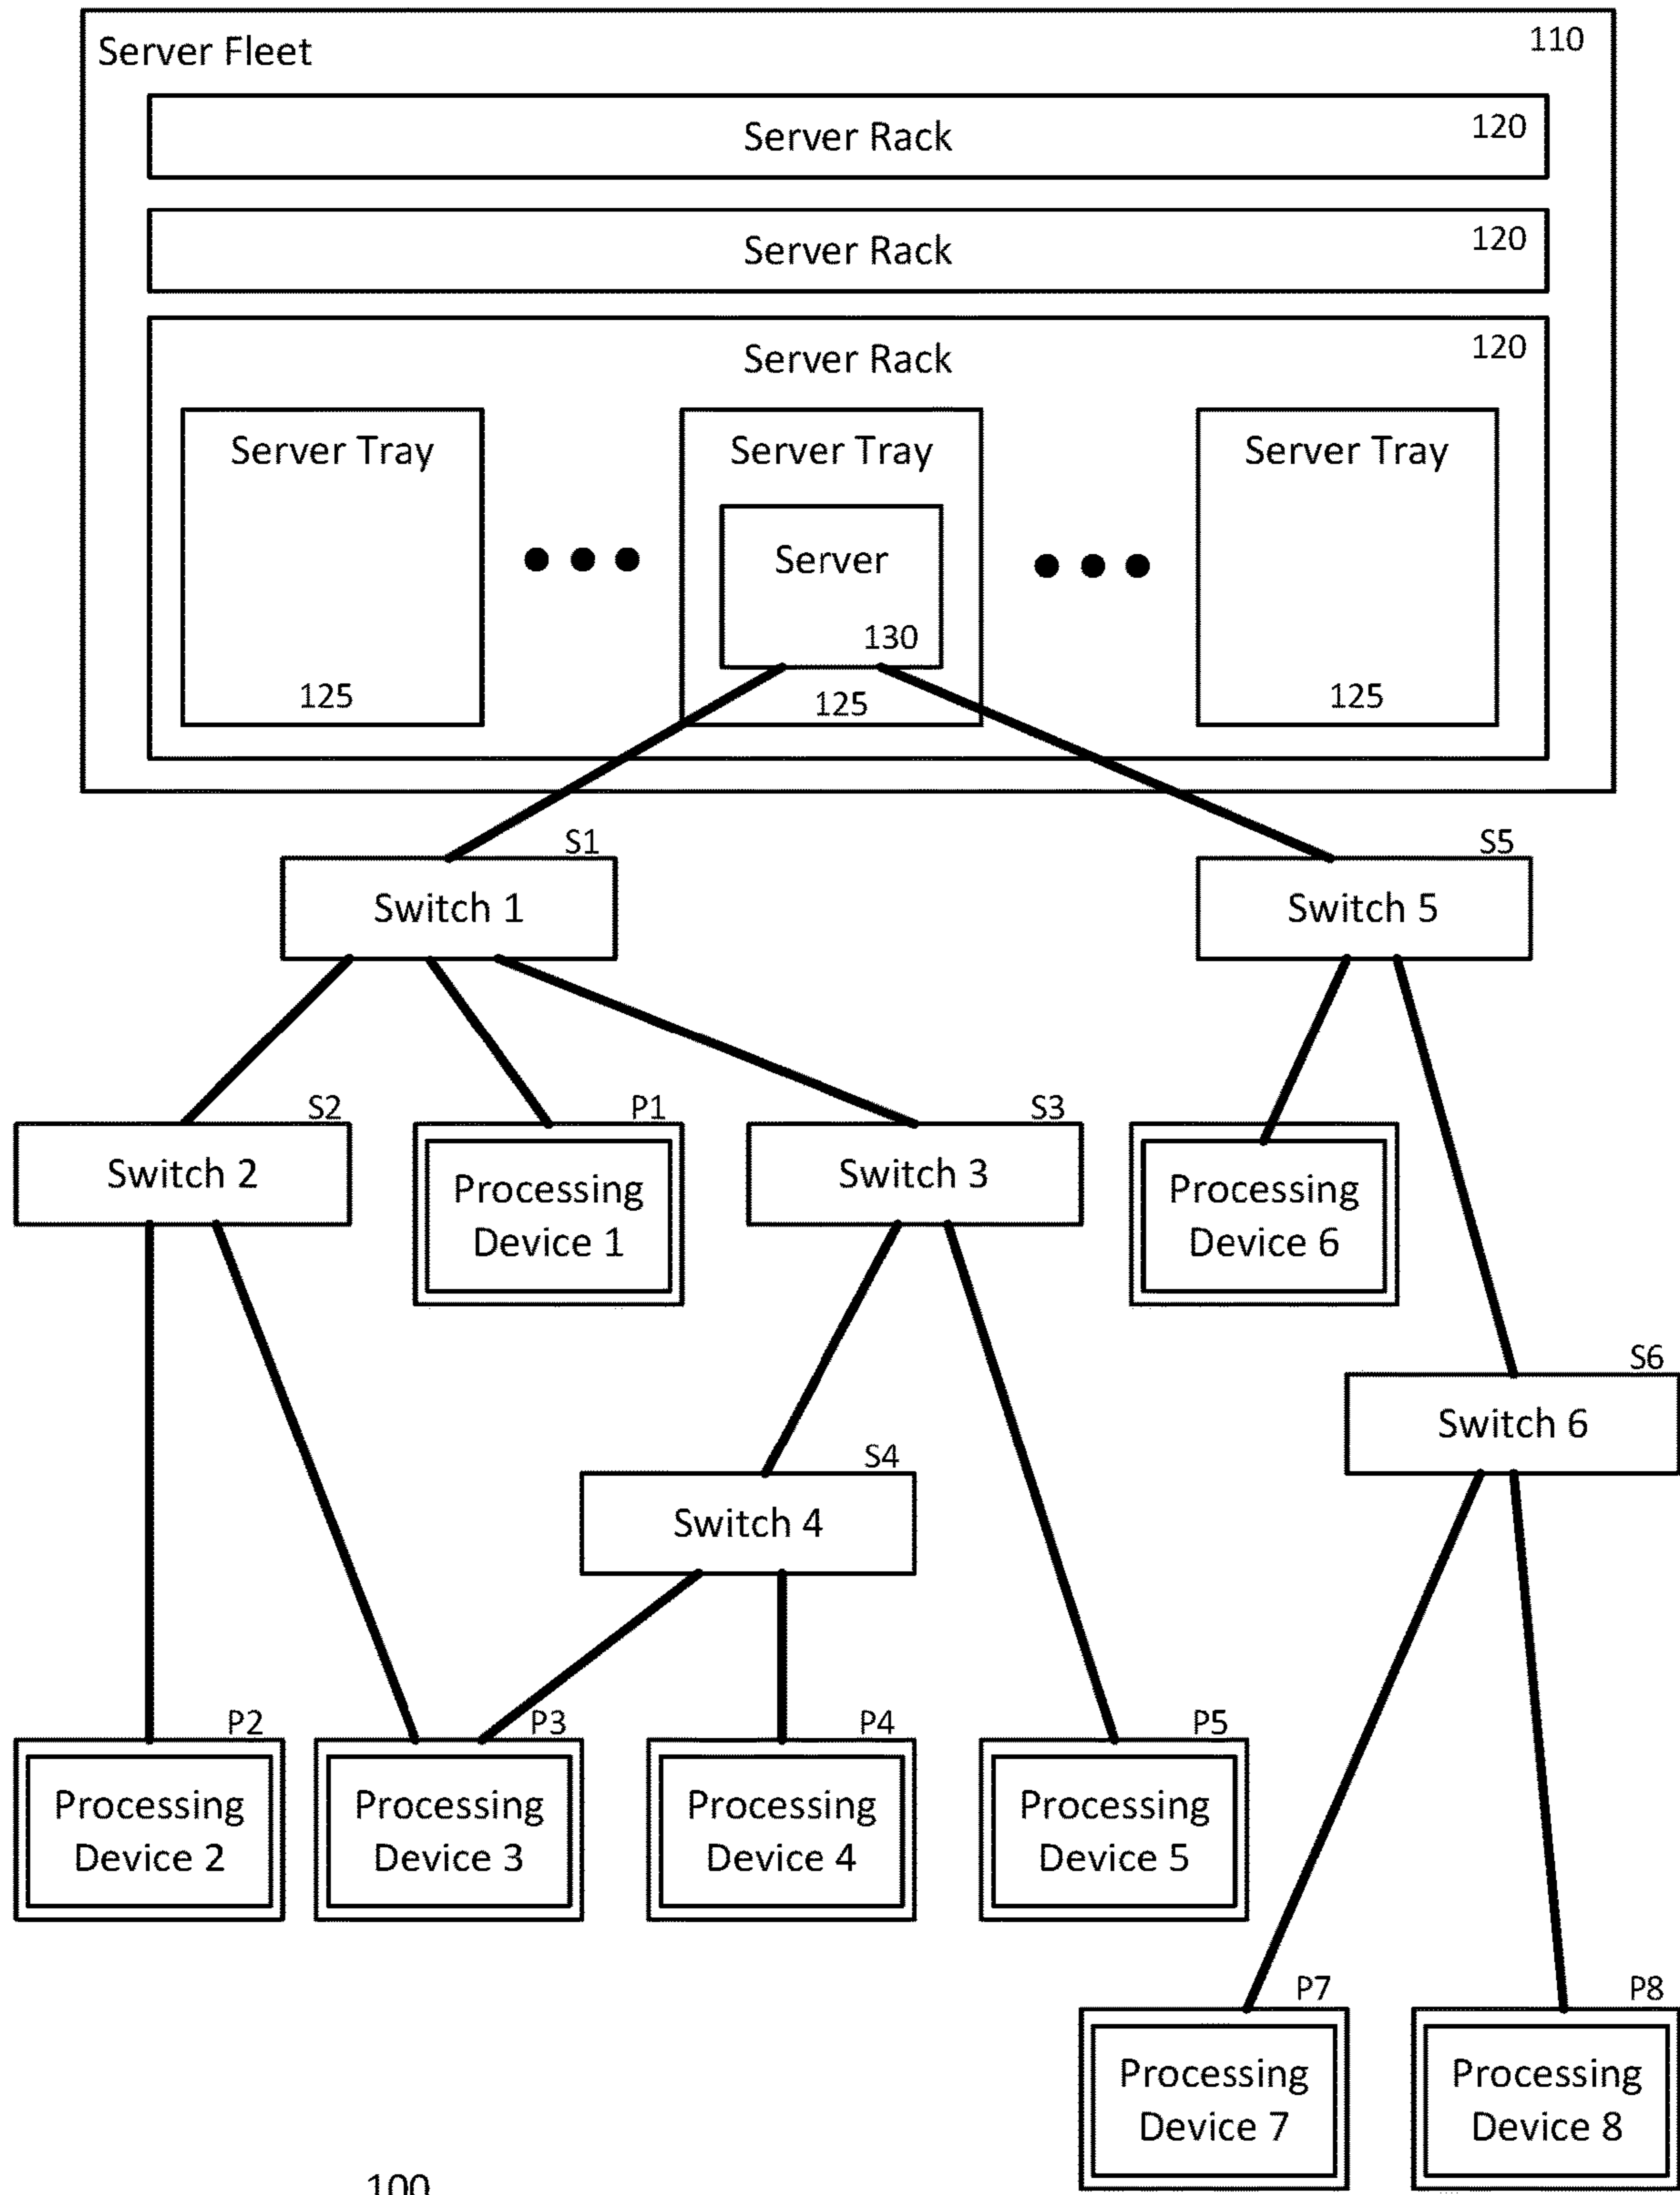 Server Fleet
110
Server Rack
120
Server Rack
120
Server Rack
120
Server Tray
Server Tray
Server Tray
Server
130
125
125
125
S1
S5
Switch 1
Switch 5
S2
P1
S3
Switch 2
Processing
Device 1
Switch 3
Processing
Device 6
S6
Switch 6
S4
Switch 4
P2
P3
P4
P5
Processing
Device 2
Processing
Device 3
Processing
Device 4
Processing
Device 5
P7
P8
Processing
Device 7
Processing
Device 8
100